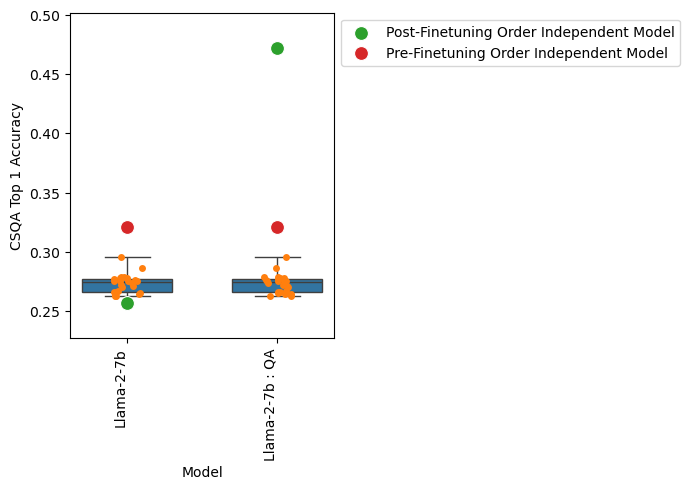 Post-Finetuning Order Independent Model
Pre-Finetuning Order Independent Model
0.50
0.45
0.40
0.35
0.30
0.25
CSQA Top 1 Accuracy
Llama-2-7b
Llama-2-7b : QA
Model